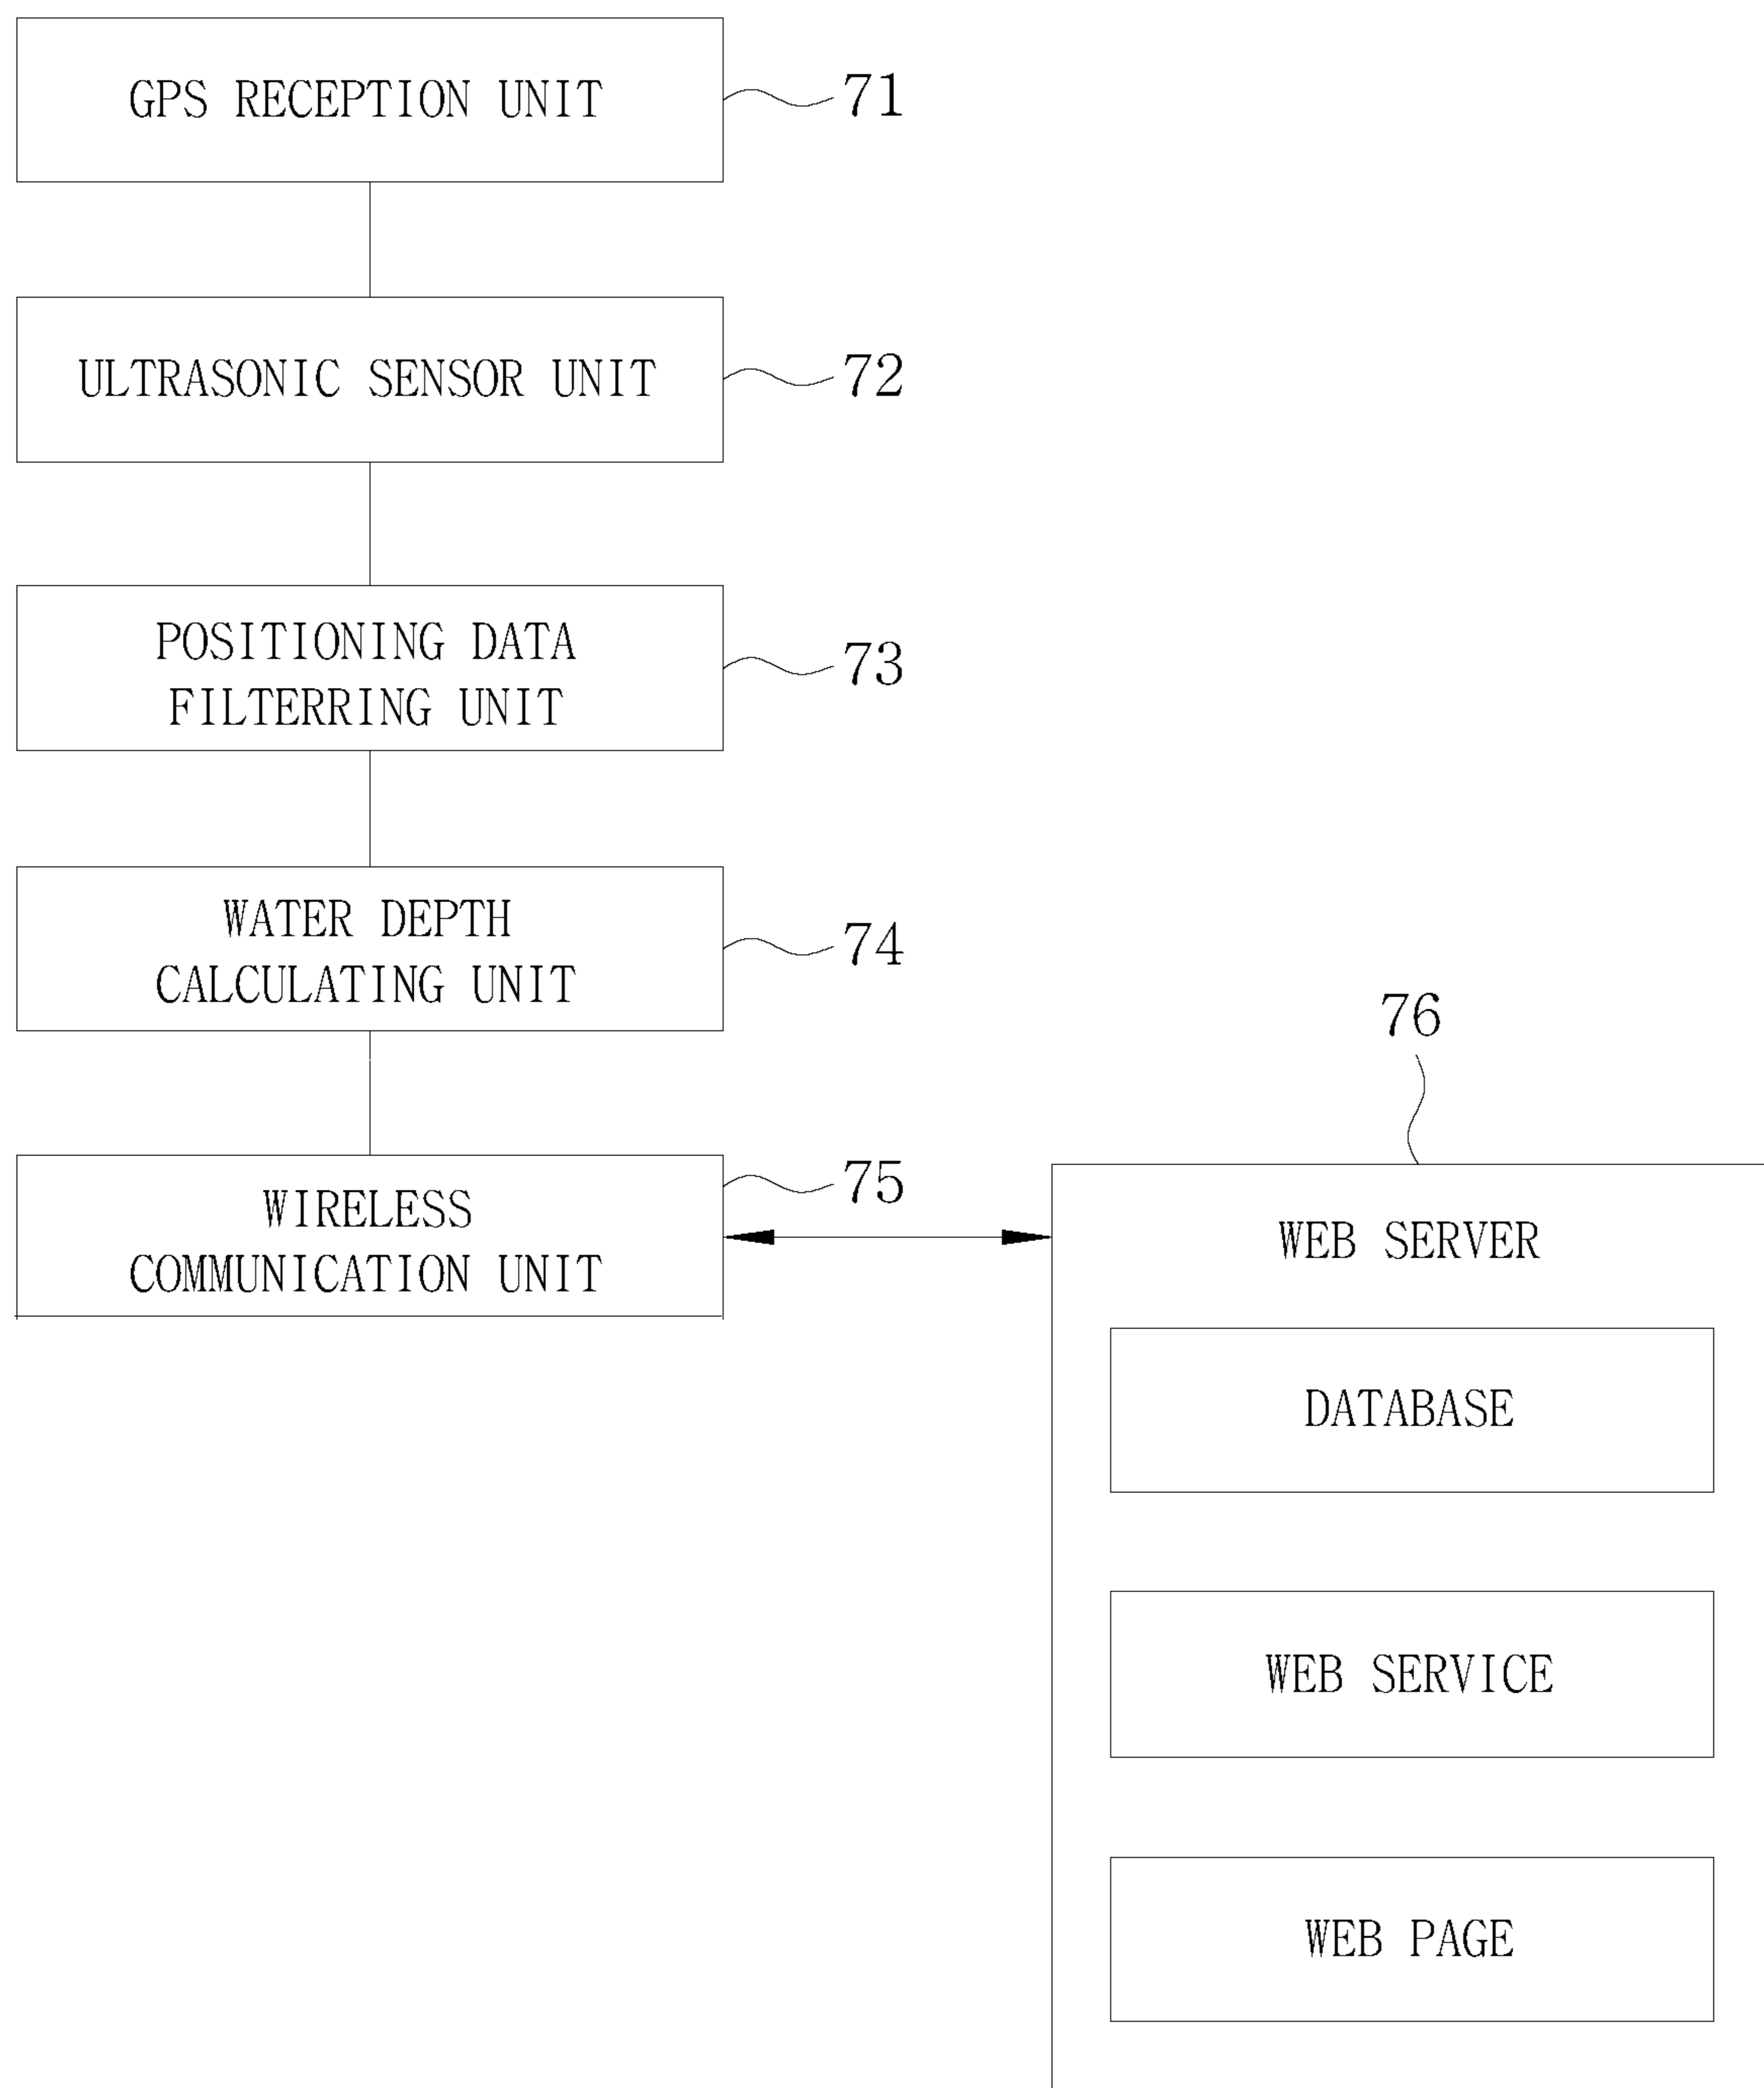 GPS RECEPTION UNIT
71
ULTRASONIC SENSOR UNIT
72
POSITIONING DATA
FILTERRING UNIT
73
WATER DEPTH
CALCULATING UNIT
74
WIRELESS
COMMUNICATION UNIT
75
76
WEB SERVER
DATABASE
WEB SERVICE
WEB PAGE